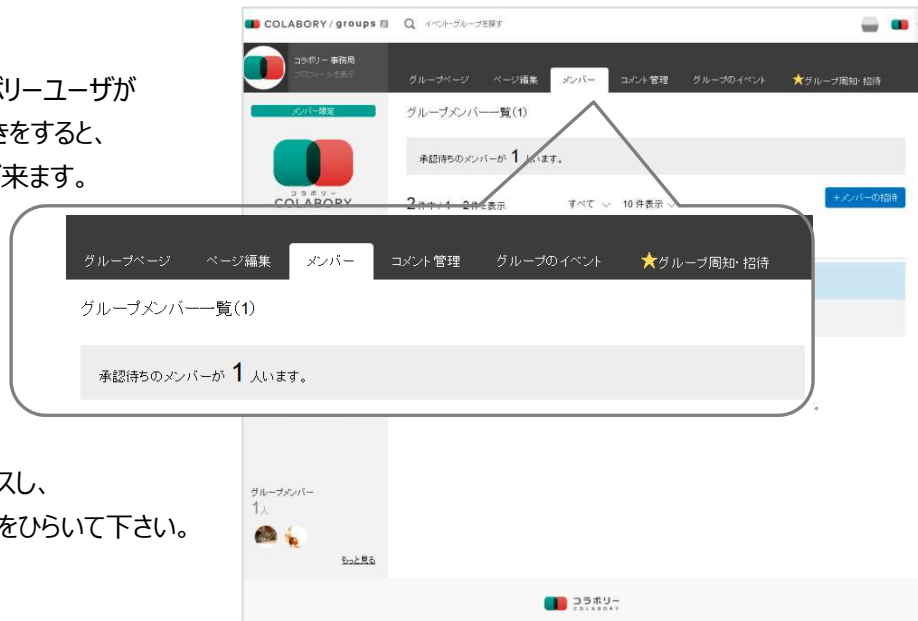 COLABORY / groups
イベント・グループを探す
コラボリー 事務局
プロフィールを表示
グループページ ページ編集 メンバー コメント管理 グループのイベント ★グループ周知・招待
ボリーユーザが
きをすると、
来ます。
メンバー限定
コラボリー
COLABORY
グループメンバー一覧(1)
承認待ちのメンバーが 1 人います。
2件中 1 - 2件を表示 すべて 10 件表示
+メンバーの招待
グループページ ページ編集 メンバー コメント管理 グループのイベント ★グループ周知・招待
グループメンバー一覧(1)
承認待ちのメンバーが 1 人います。
スし、
をひらいて下さい。
グループメンバー
1人
もっと見る
コラボリー
COLABORY